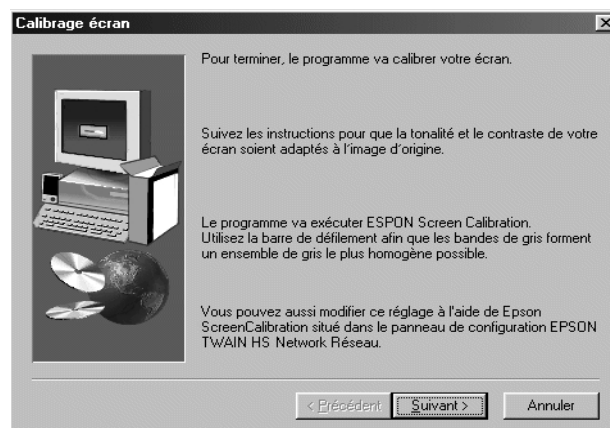 Calibrage écran
Pour terminer, le programme va calibrer votre écran.
Suivez les instructions pour que la tonalité et le contraste de votre
écran soient adaptés à l'image d'origine.
Le programme va exécuter ESPON Screen Calibration.
Utilisez la barre de défilement afin que les bandes de gris forment
un ensemble de gris le plus homogène possible.
Vous pouvez aussi modifier ce réglage à l'aide de Epson
ScreenCalibration situé dans le panneau de configuration EPSON
TWAIN HS Network Réseau.
< Précédent Suivant > Annuler